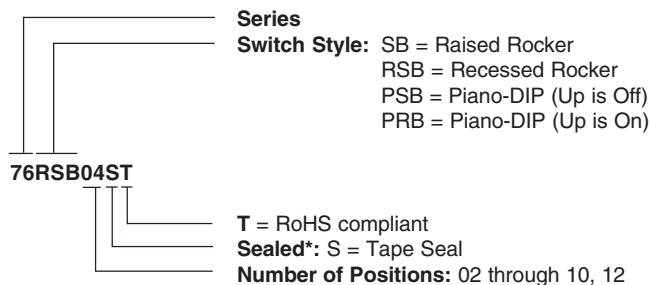 Series
Switch Style: SB = Raised Rocker
RSB = Recessed Rocker
PSB = Piano-DIP (Up is Off)
PRB = Piano-DIP (Up is On)
76RSB04ST
T = RoHS compliant
Sealed*: S = Tape Seal
Number of Positions: 02 through 10, 12